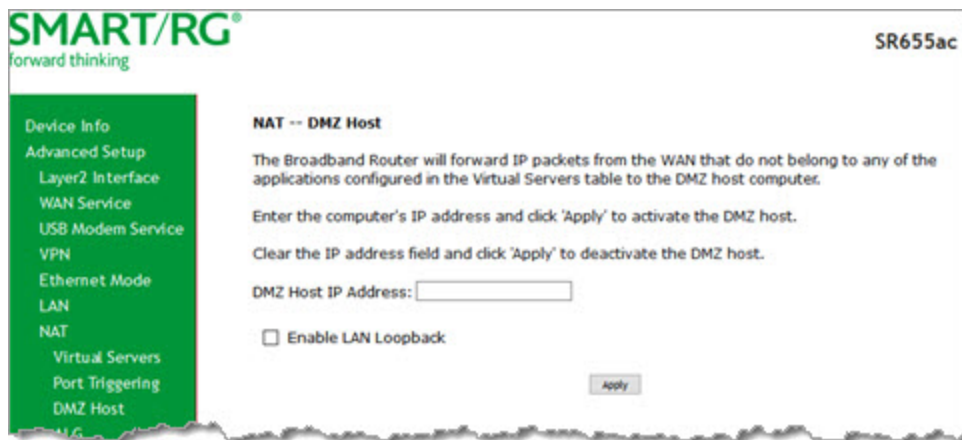 SMART/RG®
forward thinking
SR655ac
Device Info
Advanced Setup
Layer2 Interface
WAN Service
USB Modem Service
VPN
Ethernet Mode
LAN
NAT
Virtual Servers
Port Triggering
DMZ Host
ALG
NAT -- DMZ Host
The Broadband Router will forward IP packets from the WAN that do not belong to any of the
applications configured in the Virtual Servers table to the DMZ host computer.
Enter the computer's IP address and click 'Apply' to activate the DMZ host.
Clear the IP address field and click 'Apply' to deactivate the DMZ host.
DMZ Host IP Address:
Enable LAN Loopback
Apply